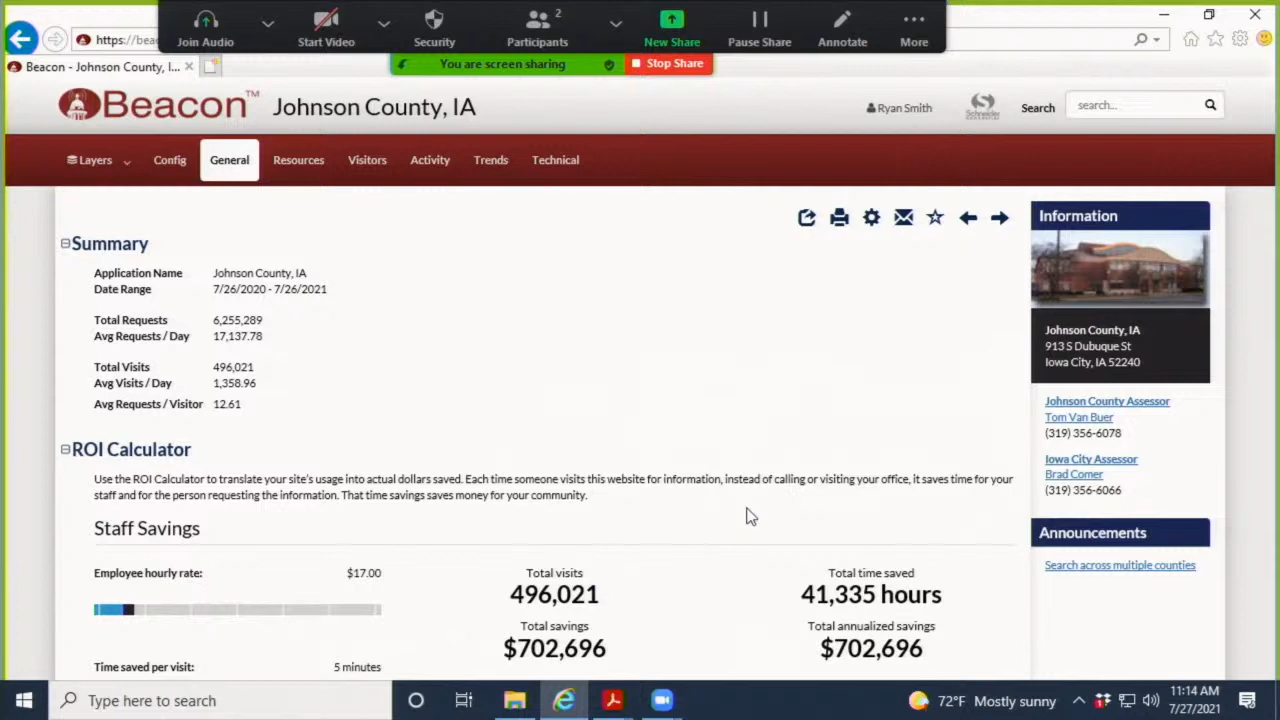 2
Join Audio
Start Video
Security
Participants
New Share
Pause Share
Annotate
More
https://bea
You are screen sharing
Stop Share
Beacon - Johnson County, I...
Beacon™
Johnson County, IA
Ryan Smith
Schneider
Search
search...
Layers
Config
General
Resources
Visitors
Activity
Trends
Technical
Summary
Application Name Johnson County, IA
Date Range 7/26/2020 - 7/26/2021
Total Requests 6,255,289
Avg Requests / Day 17,137.78
Total Visits 496,021
Avg Visits / Day 1,358.96
Avg Requests / Visitor 12.61
ROI Calculator
Use the ROI Calculator to translate your site's usage into actual dollars saved. Each time someone visits this website for information, instead of calling or visiting your office, it saves time for your
staff and for the person requesting the information. That time savings saves money for your community.
Staff Savings
Employee hourly rate: $17.00
Time saved per visit: 5 minutes
Total visits
496,021
Total savings
$702,696
Total time saved
41,335 hours
Total annualized savings
$702,696
Information
Johnson County, IA
913 S Dubuque St
Iowa City, IA 52240
Johnson County Assessor
Tom Van Buer
(319) 356-6078
Iowa City Assessor
Brad Comer
(319) 356-6066
Announcements
Search across multiple counties
Type here to search
72°F Mostly sunny
11:14 AM
7/27/2021